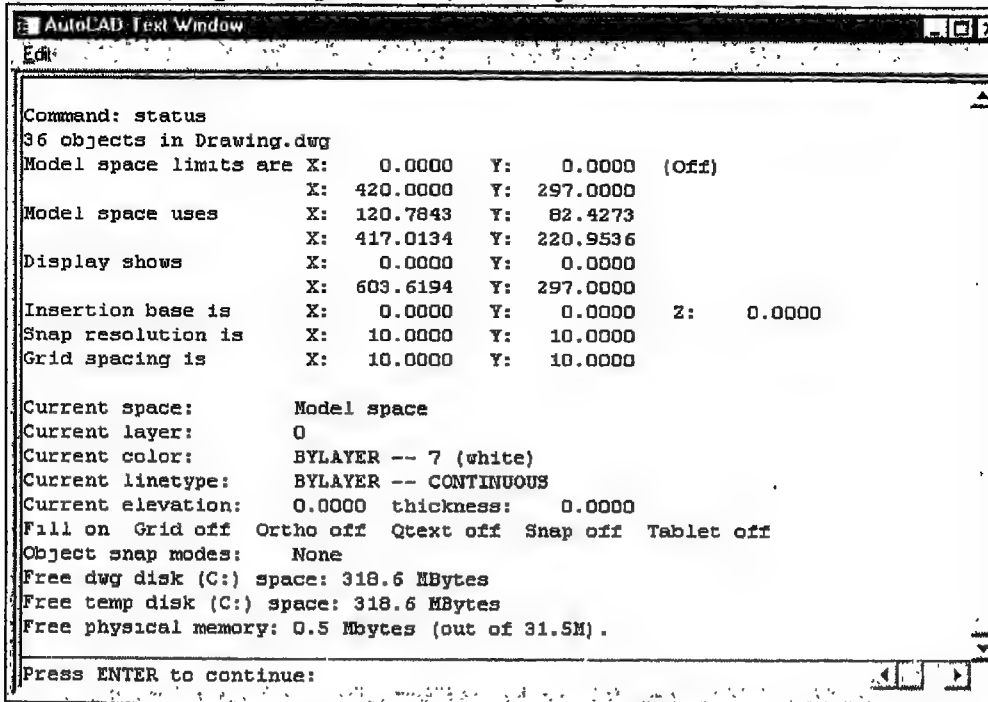 AutoCAD Text Window
Edit
Command: status
36 objects in Drawing.dwg
Model space limits are X: 0.0000 Y: 0.0000 (Off)
X: 420.0000 Y: 297.0000
Model space uses X: 120.7843 Y: 82.4273
X: 417.0134 Y: 220.9536
Display shows X: 0.0000 Y: 0.0000
X: 603.6194 Y: 297.0000
Insertion base is X: 0.0000 Y: 0.0000 Z: 0.0000
Snap resolution is X: 10.0000 Y: 10.0000
Grid spacing is X: 10.0000 Y: 10.0000
Current space: Model space
Current layer: 0
Current color: BYLAYER -- 7 (white)
Current linetype: BYLAYER -- CONTINUOUS
Current elevation: 0.0000 thickness: 0.0000
Fill on Grid off Ortho off Qtext off Snap off Tablet off
Object snap modes: None
Free dwg disk (C:) space: 318.6 MBytes
Free temp disk (C:) space: 318.6 MBytes
Free physical memory: 0.5 Mbytes (out of 31.5M).
Press ENTER to continue: